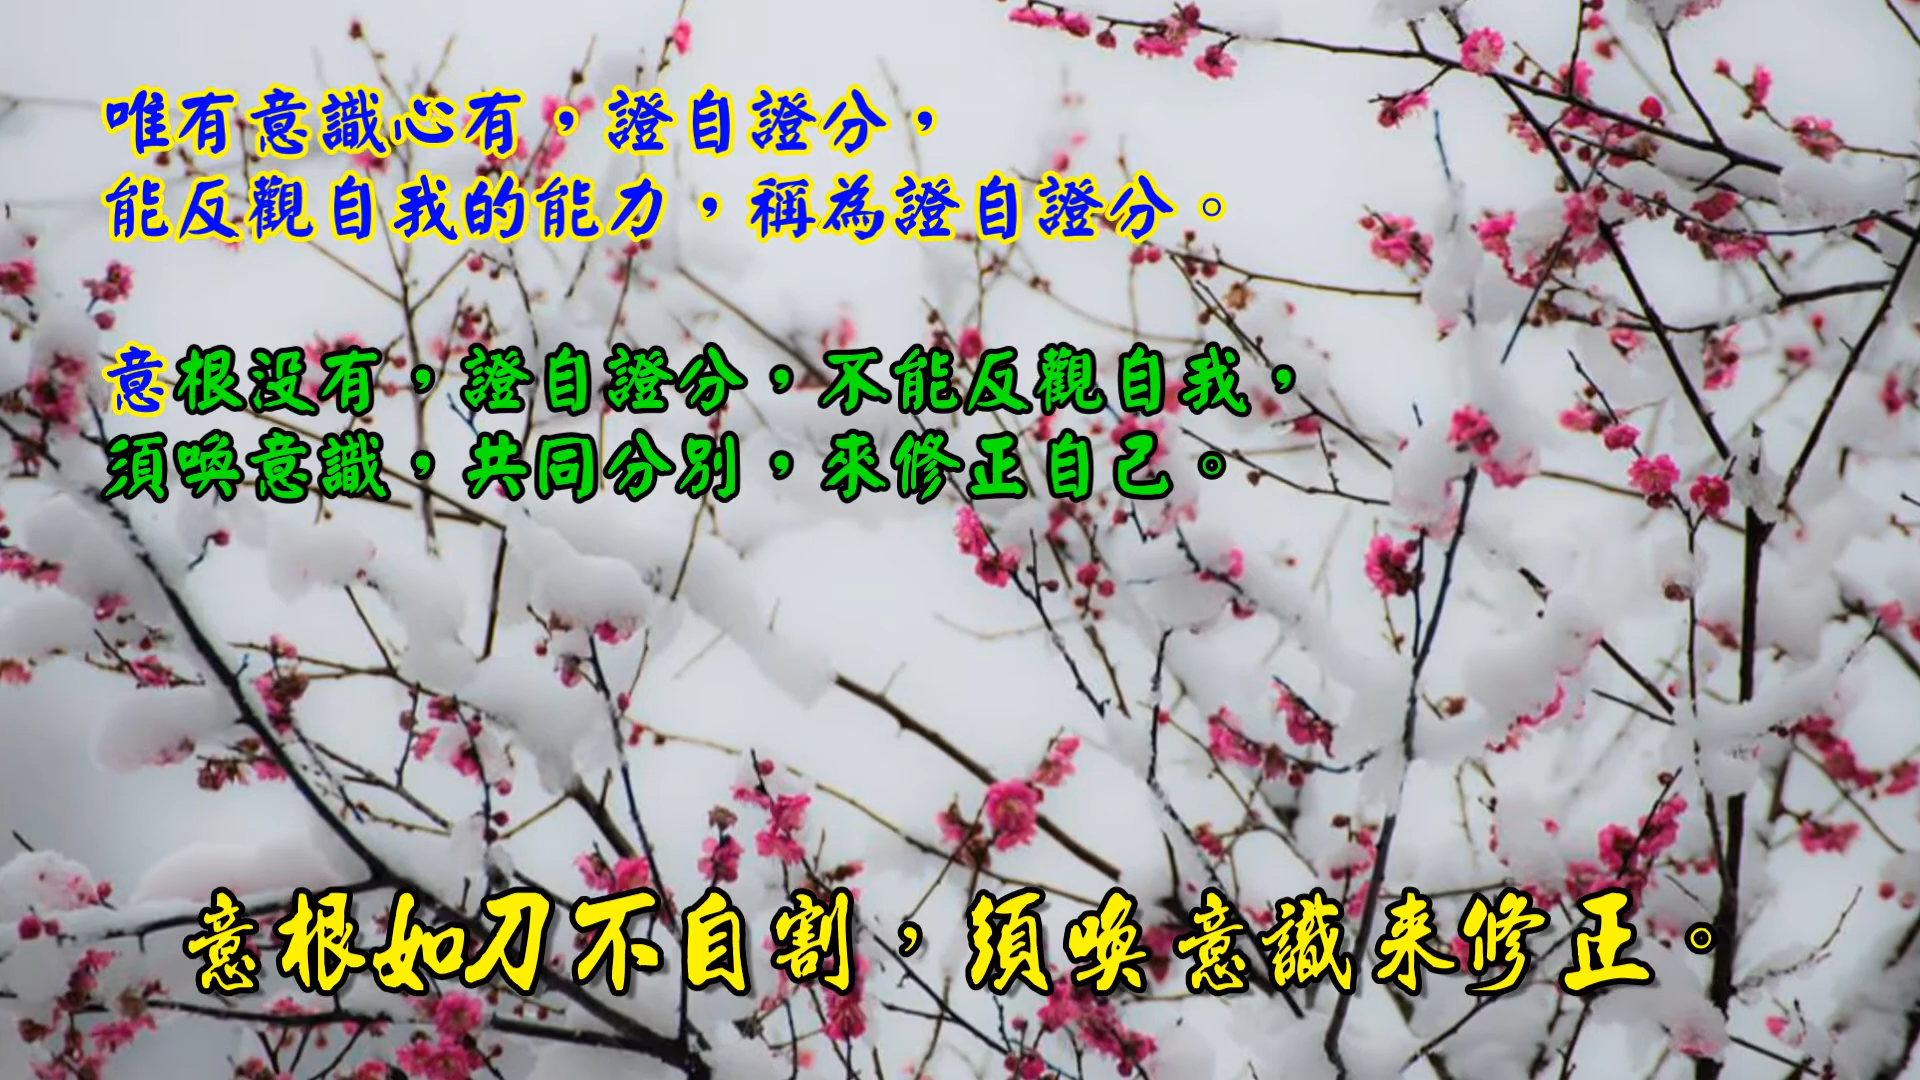 唯有意識心有，證自證分，
能反觀自我的能力，稱為證自證分。
意根没有，證自證分，不能反觀自我，
須喚意識，共同分別，來修正自己。
意根如刀不自割，須喚意識来修正。